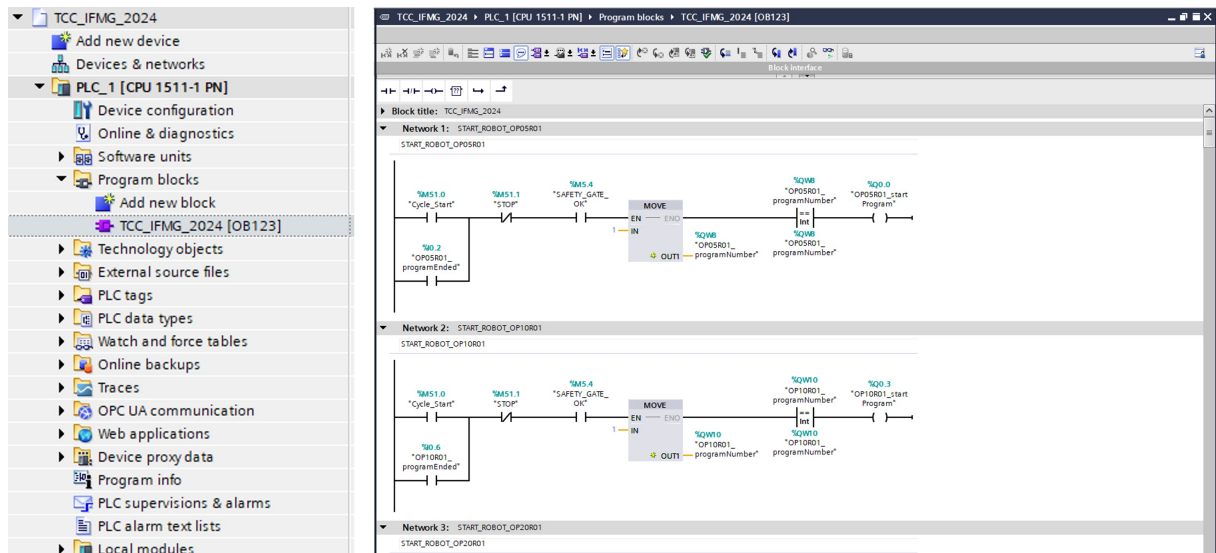 TCC_IFMG_2024
Add new device
Devices & networks
PLC_1 [CPU 1511-1 PN]
Device configuration
Online & diagnostics
Software units
Program blocks
Add new block
TCC_IFMG_2024 [OB123]
Technology objects
External source files
PLC tags
PLC data types
Watch and force tables
Online backups
Traces
OPC UA communication
Web applications
Device proxy data
Program info
PLC supervisions & alarms
PLC alarm text lists
Local modules
TCC_IFMG_2024 PLC_1 [CPU 1511-1 PN] Program blocks TCC_IFMG_2024 [OB123]
Block interface
Block title: TCC_IFMG_2024
Network 1: START_ROBOT_OP05R01
START_ROBOT_OP05R01
%M51.0
"Cycle_Start"
%M51.1
"STOP"
%M5.4
"SAFETY_GATE_
OK"
MOVE
EN ENO
1 IN
OUT1
%QW8
"OP05R01_
programNumber"
%QW8
"OP05R01_
programNumber"
==
Int
%QW8
"OP05R01_
programNumber"
%Q0.0
"OP05R01_start
Program"
%I0.2
"OP05R01_
programEnded"
Network 2: START_ROBOT_OP10R01
START_ROBOT_OP10R01
%M51.0
"Cycle_Start"
%M51.1
"STOP"
%M5.4
"SAFETY_GATE_
OK"
MOVE
EN ENO
1 IN
OUT1
%QW10
"OP10R01_
programNumber"
%QW10
"OP10R01_
programNumber"
==
Int
%QW10
"OP10R01_
programNumber"
%Q0.3
"OP10R01_start
Program"
%I0.6
"OP10R01_
programEnded"
Network 3: START_ROBOT_OP20R01
START_ROBOT_OP20R01